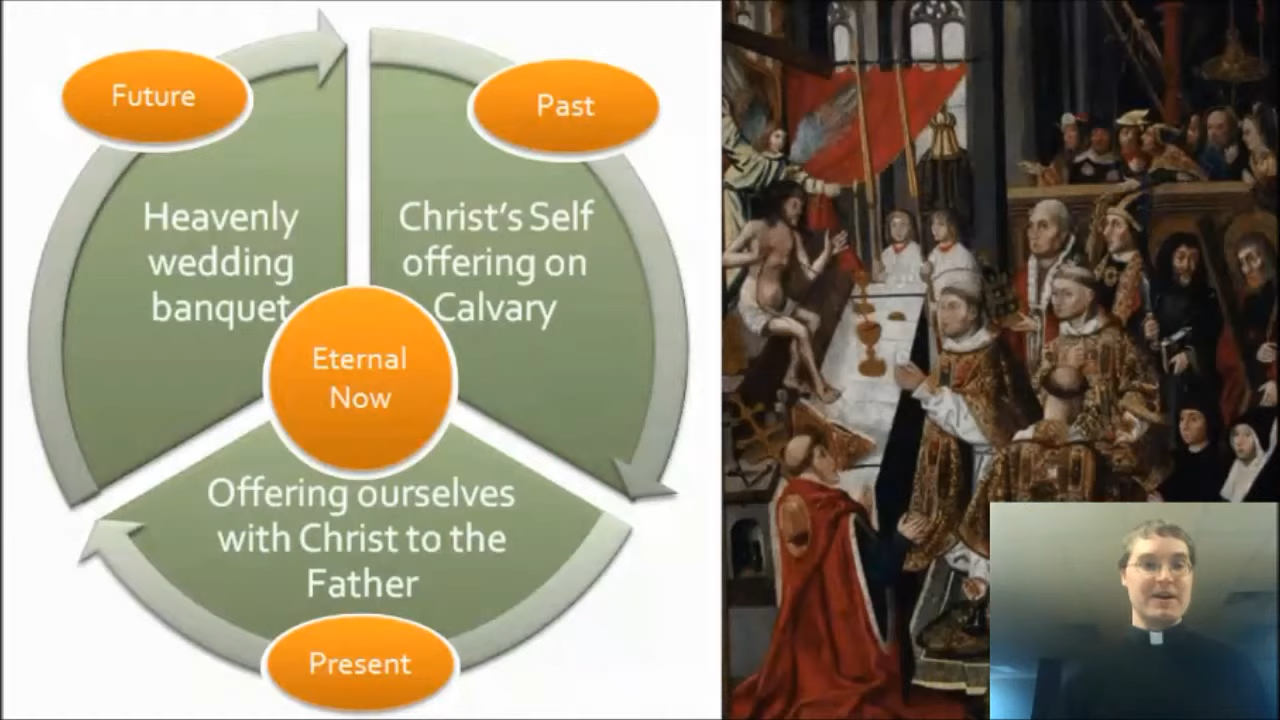 Future
Past
Heavenly
wedding
banquet
Christ's Self
offering on
Calvary
Eternal
Now
Offering ourselves
with Christ to the
Father
Present